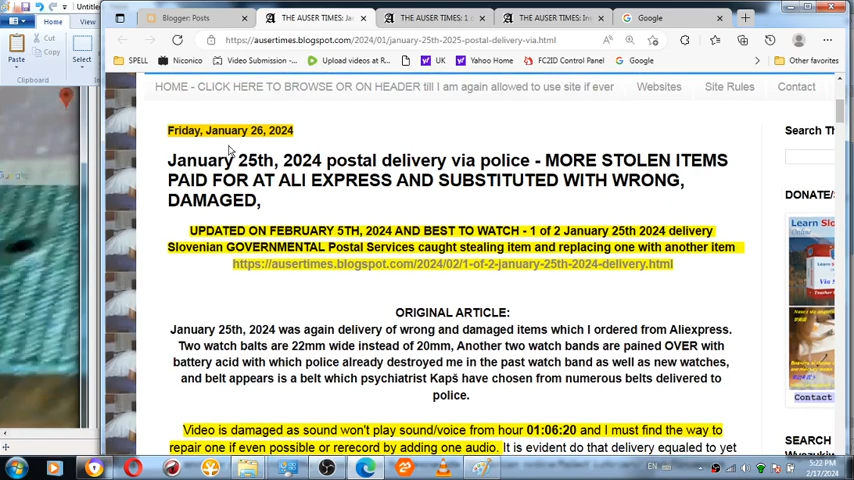 Untitled
Home
Paste
Cut
Copy
Select
Clipboard
Blogger: Posts
THE AUSER TIMES: Ja
THE AUSER TIMES: 1 c
THE AUSER TIMES: In
Google
https://ausertimes.blogspot.com/2024/01/january-25th-2025-postal-delivery-via.html
SPELL
Niconico
Video Submission -...
Upload videos at R...
UK
Yahoo Home
FC2ID Control Panel
Google
Other favorites
HOME - CLICK HERE TO BROWSE OR ON HEADER till I am again allowed to use site if ever
Websites
Site Rules
Contact
Friday, January 26, 2024
January 25th, 2024 postal delivery via police - MORE STOLEN ITEMS
PAID FOR AT ALI EXPRESS AND SUBSTITUTED WITH WRONG,
DAMAGED,
UPDATED ON FEBRUARY 5TH, 2024 AND BEST TO WATCH - 1 of 2 January 25th 2024 delivery
Slovenian GOVERNMENTAL Postal Services caught stealing item and replacing one with another item
https://ausertimes.blogspot.com/2024/02/1-of-2-january-25th-2024-delivery.html
ORIGINAL ARTICLE:
January 25th, 2024 was again delivery of wrong and damaged items which I ordered from Aliexpress.
Two watch balts are 22mm wide instead of 20mm, Another two watch bands are pained OVER with
battery acid with which police already destroyed me in the past watch band as well as new watches,
and belt appears is a belt which psychiatrist Kapš have chosen from numerous belts delivered to
police.
Video is damaged as sound won't play sound/voice from hour 01:06:20 and I must find the way to
repair one if even possible or rerecord by adding one audio. It is evident do that delivery equaled to yet
Search Th
DONATE/S
Learn Slo
Online
Via S
Contact
SEARCH
EN
5:22 PM
2/17/2024